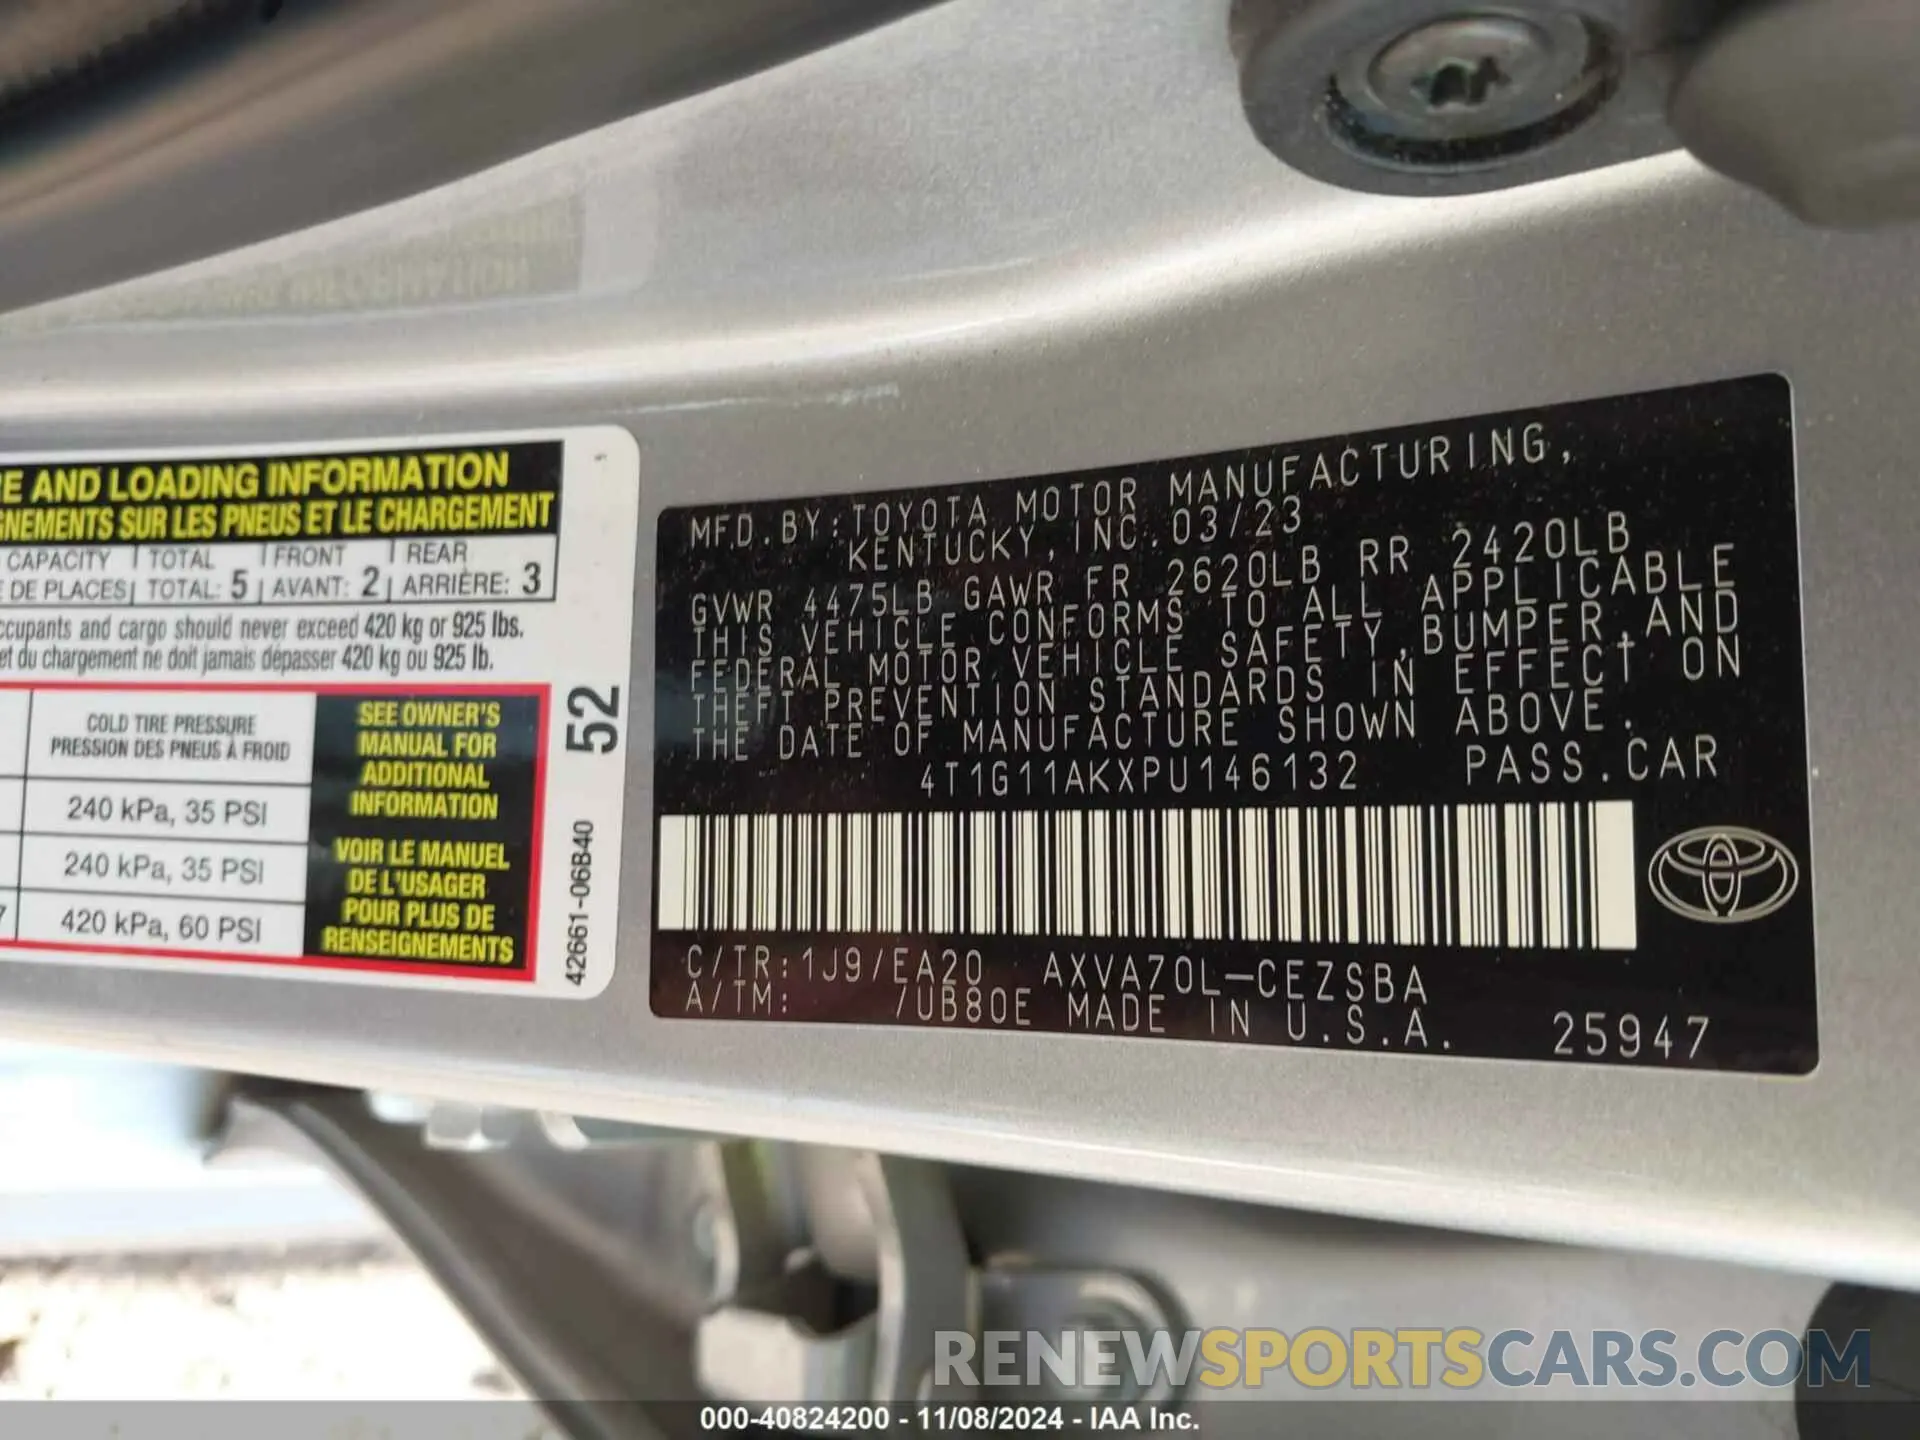 E AND LOADING INFORMATION
GNEMENTS SUR LES PNEUS ET LE CHARGEMENT
CAPACITY TOTAL FRONT REAR
DE PLACES TOTAL: 5 AVANT: 2 ARRIÈRE: 3
ccupants and cargo should never exceed 420 kg or 925 lbs.
et du chargement ne doit jamais dépasser 420 kg ou 925 lb.
COLD TIRE PRESSURE
PRESSION DES PNEUS À FROID
240 kPa, 35 PSI
240 kPa, 35 PSI
7 420 kPa, 60 PSI
SEE OWNER'S
MANUAL FOR
ADDITIONAL
INFORMATION
VOIR LE MANUEL
DE L'USAGER
POUR PLUS DE
RENSEIGNEMENTS
52
42661-06B40
MFD.BY:TOYOTA MOTOR MANUFACTURING,
KENTUCKY,INC.03/23
GVWR 4475LB GAWR FR 2620LB RR 2420LB
THIS VEHICLE CONFORMS TO ALL APPLICABLE
FEDERAL MOTOR VEHICLE SAFETY,BUMPER,AND
THEFT PREVENTION STANDARDS IN EFFECT ON
THE DATE OF MANUFACTURE SHOWN ABOVE.
4T1G11AKXPU146132 PASS.CAR
C/TR:1J9/EA20 AXVA70L-CEZSBA
A/TM: /UB80E MADE IN U.S.A.
25947
RENEWSPORTSCARS.COM
000-40824200 - 11/08/2024 - IAA Inc.